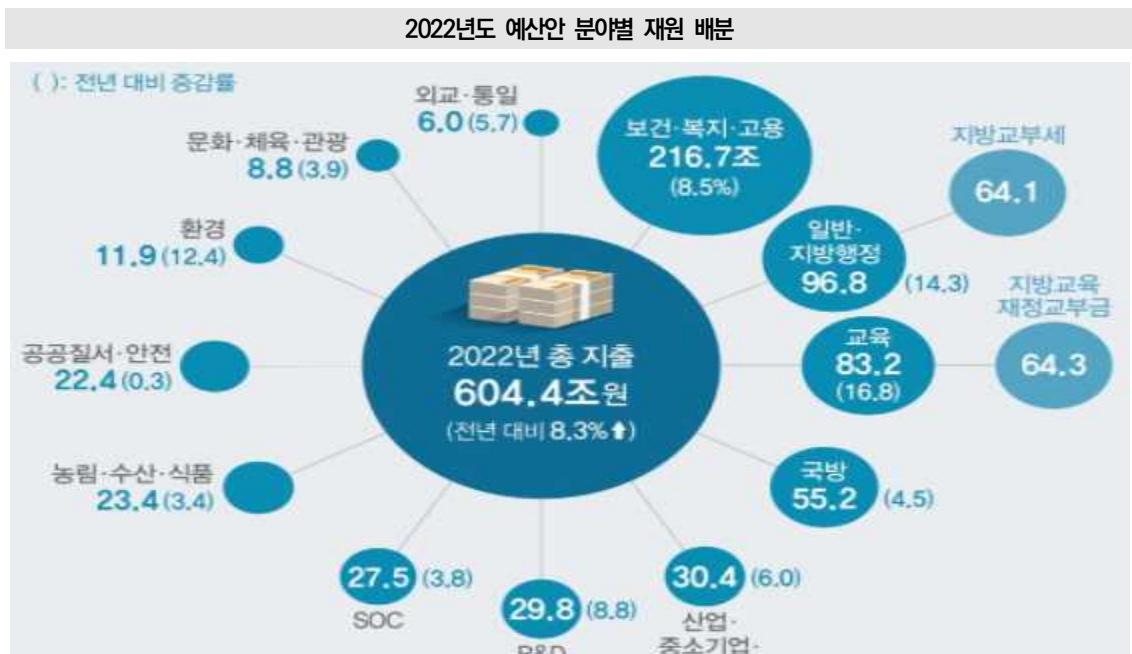 2022년도 예산안 분야별 재원 배분
( ): 전년 대비 증감률
외교·통일
6.0 (5.7)
문화·체육·관광
8.8 (3.9)
환경
11.9 (12.4)
공공질서·안전
22.4 (0.3)
농림·수산·식품
23.4 (3.4)
보건·복지·고용
216.7조
(8.5%)
지방교부세
64.1
일반·
지방행정
96.8 (14.3)
지방교육
재정교부금
64.3
교육
83.2
(16.8)
2022년 총 지출
604.4조원
(전년 대비 8.3%⬆)
국방
55.2 (4.5)
27.5 (3.8)
SOC
29.8 (8.8)
R&D
30.4 (6.0)
산업·
중소기업·